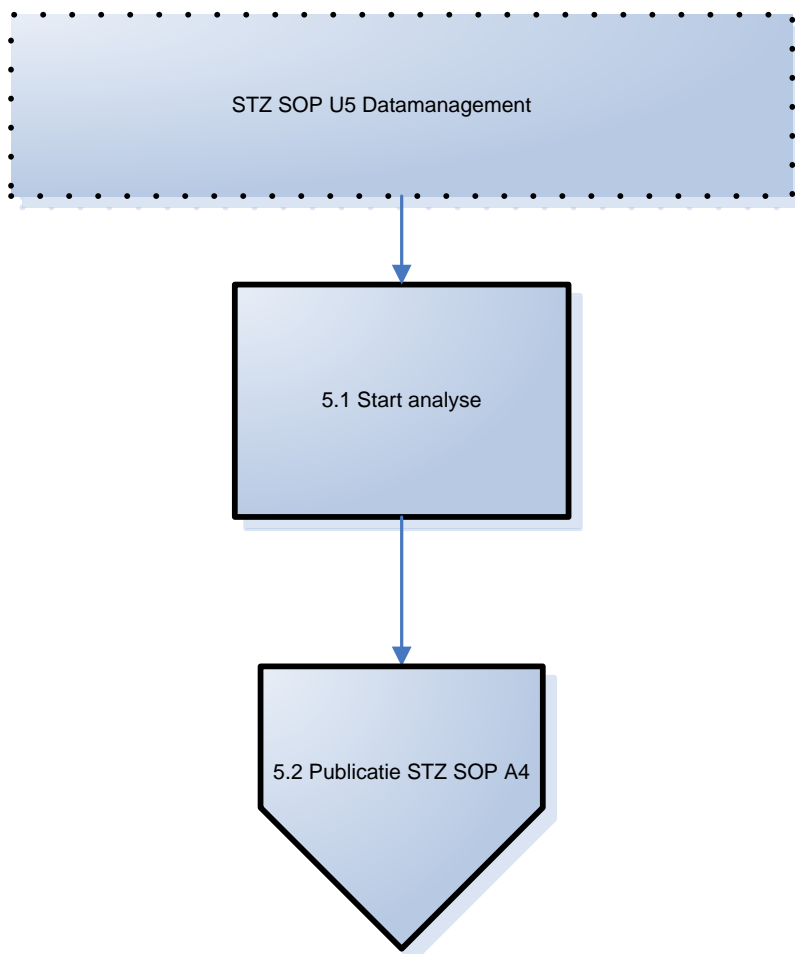 STZ SOP U5 Datamanagement
5.1 Start analyse
5.2 Publicatie STZ SOP A4